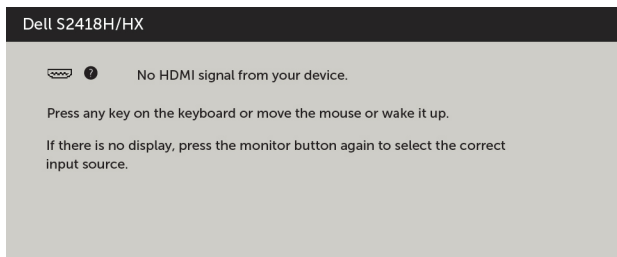 Dell S2418H/HX
? No HDMI signal from your device.
Press any key on the keyboard or move the mouse or wake it up.
If there is no display, press the monitor button again to select the correct
input source.